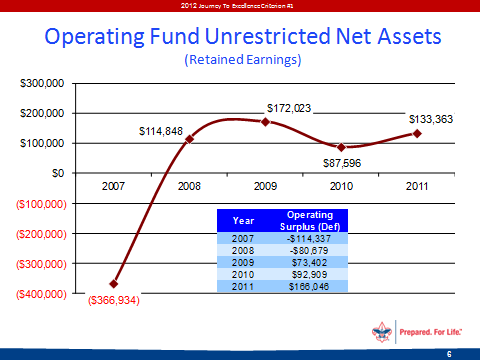 2012 Journey To Excellence Criterion #1
Operating Fund Unrestricted Net Assets
(Retained Earnings)
$300,000
$200,000
$100,000
$0
($100,000)
($200,000)
($300,000)
($400,000)
2007 2008 2009 2010 2011
($366,934)
$114,848
$172,023
$87,596
$133,363
Year Operating
Surplus (Def)
2007 -$114,337
2008 -$80,679
2009 $73,402
2010 $92,909
2011 $166,046
Prepared. For Life.™
6